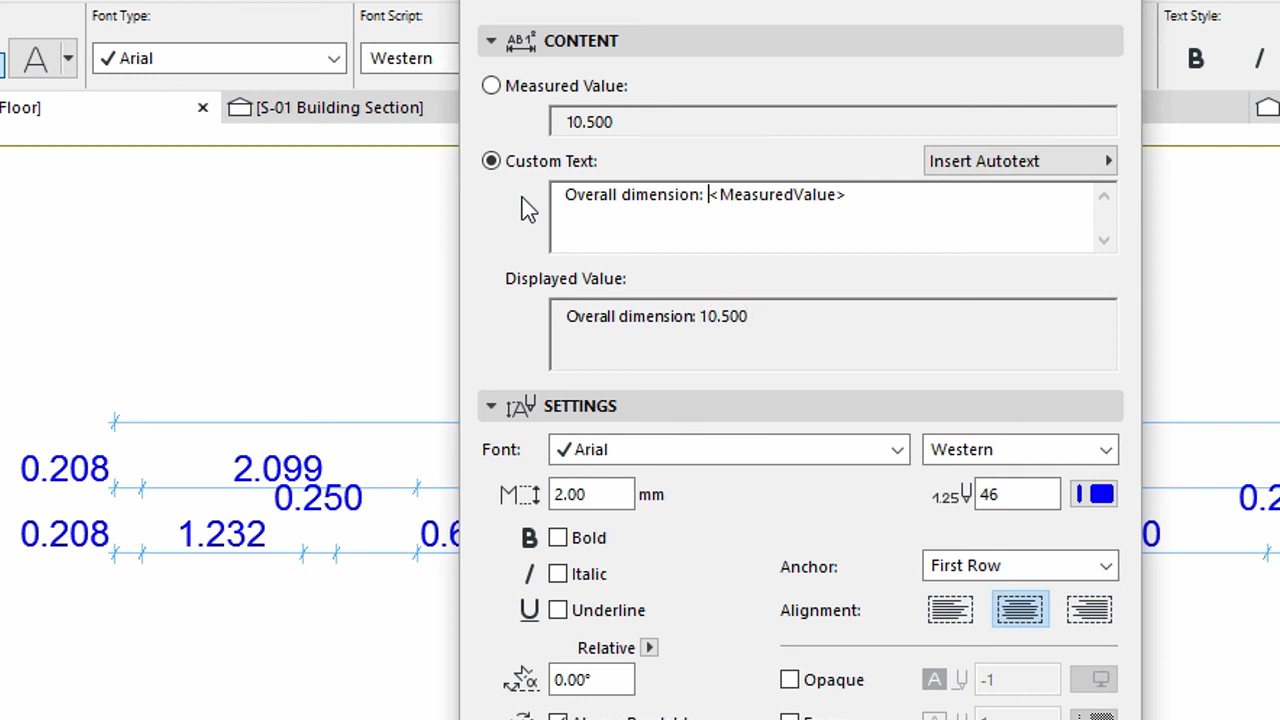 Font Type:
Font Script:
Text Style:
A
Arial
Western
B
I
Floor]
[S-01 Building Section]
AB1²
CONTENT
Measured Value:
10.500
Custom Text:
Insert Autotext
Overall dimension: <MeasuredValue>
Displayed Value:
Overall dimension: 10.500
SETTINGS
Font:
Arial
Western
2.00
mm
1.25
46
B
Bold
I
Italic
U
Underline
Anchor:
First Row
Alignment:
Relative
0.00°
Opaque
A
-1
0.208
2.099
0.250
0.208
1.232